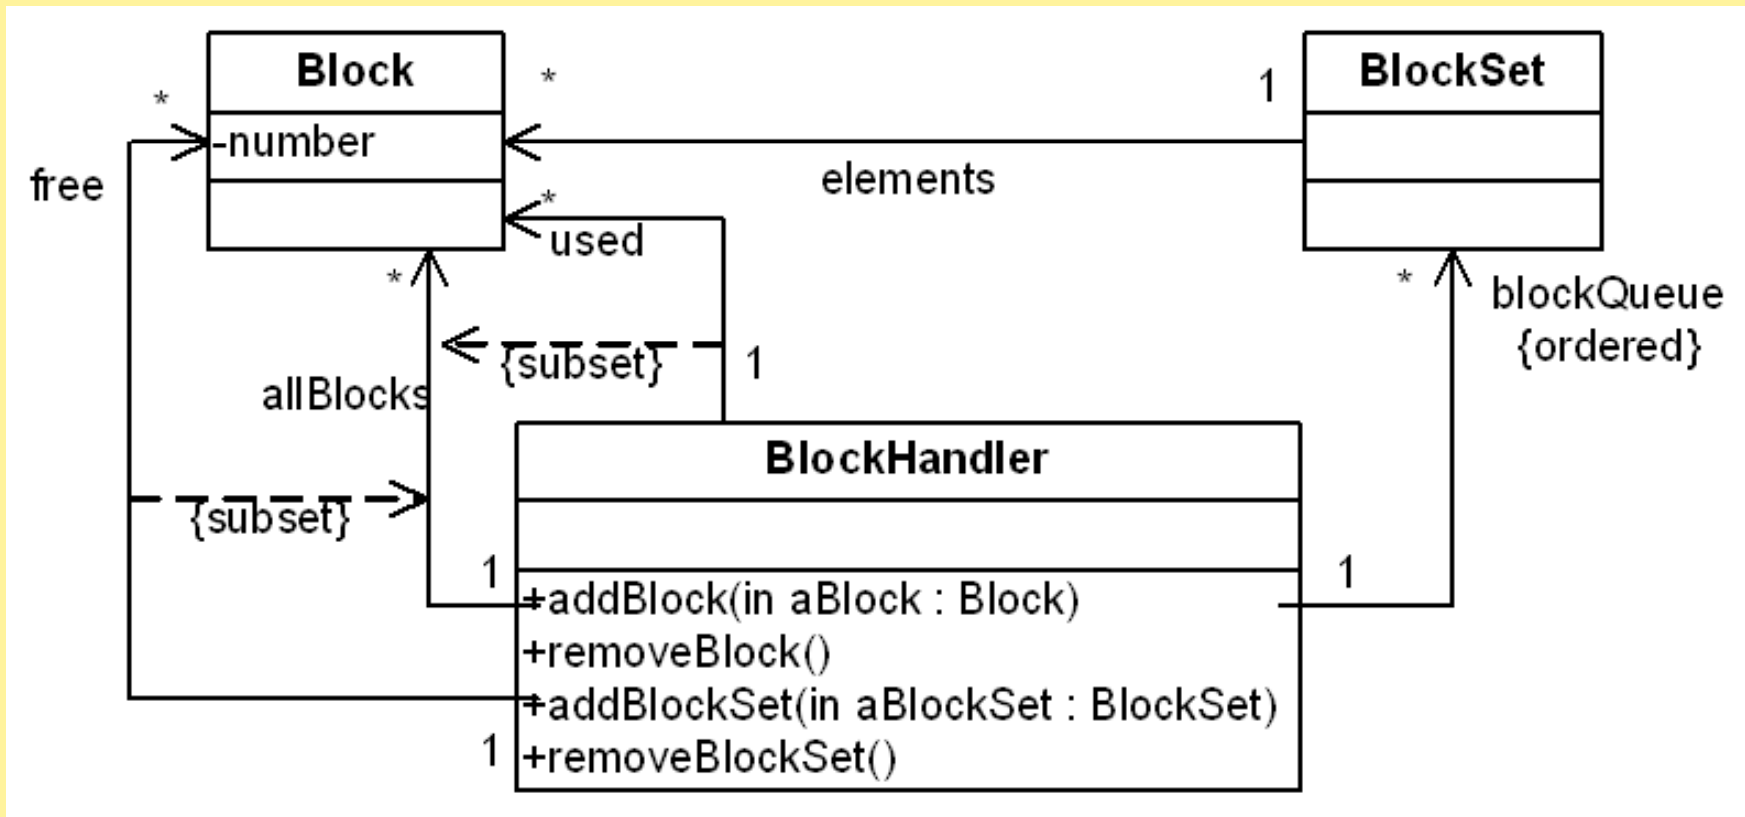 Block
BlockSet
*
*
1
-number
free
elements
*
used
*
*
blockQueue
{ordered}
{subset}
1
allBlocks
BlockHandler
{subset}
1
1
+addBlock(in aBlock : Block)
+removeBlock()
+addBlockSet(in aBlockSet : BlockSet)
1
+removeBlockSet()